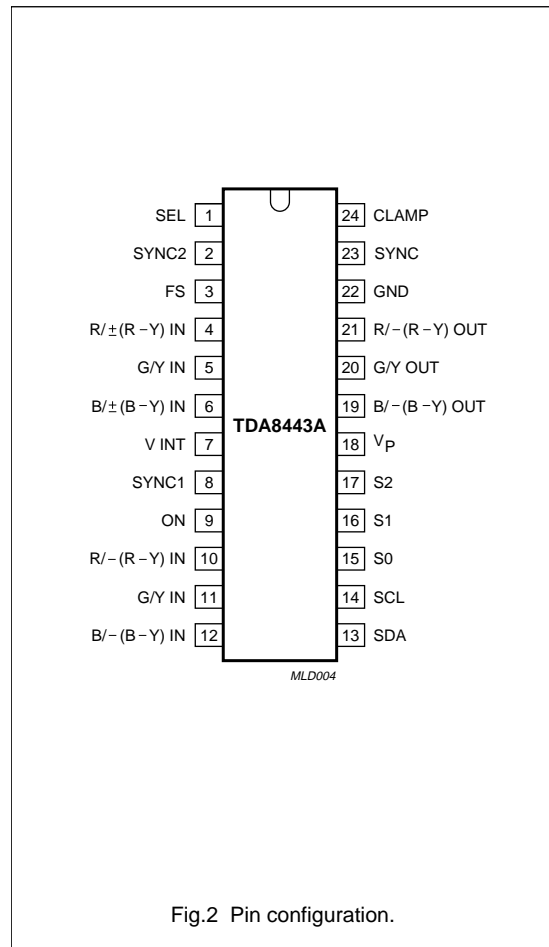 SEL 1
SYNC2 2
FS 3
R/±(R−Y) IN 4
G/Y IN 5
B/±(B−Y) IN 6
V INT 7
SYNC1 8
ON 9
R/−(R−Y) IN 10
G/Y IN 11
B/−(B−Y) IN 12
TDA8443A
24 CLAMP
23 SYNC
22 GND
21 R/−(R−Y) OUT
20 G/Y OUT
19 B/−(B−Y) OUT
18 VP
17 S2
16 S1
15 S0
14 SCL
13 SDA
MLD004
Fig.2 Pin configuration.